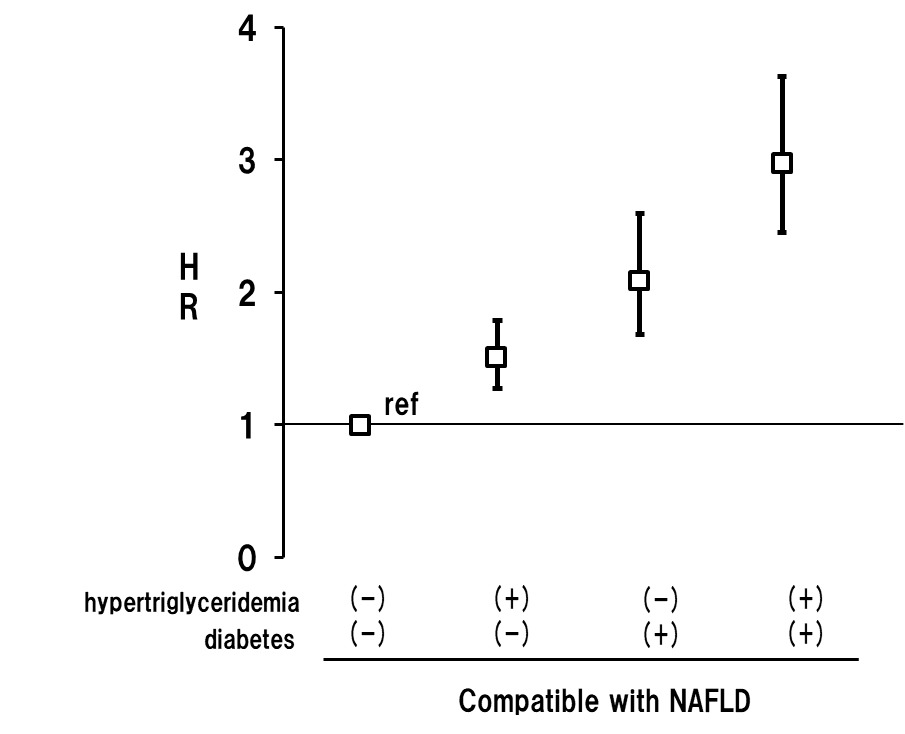 4
3
H
R
2
ref
1
0
hypertriglyceridemia (−) (+) (−) (+)
diabetes (−) (−) (+) (+)
Compatible with NAFLD